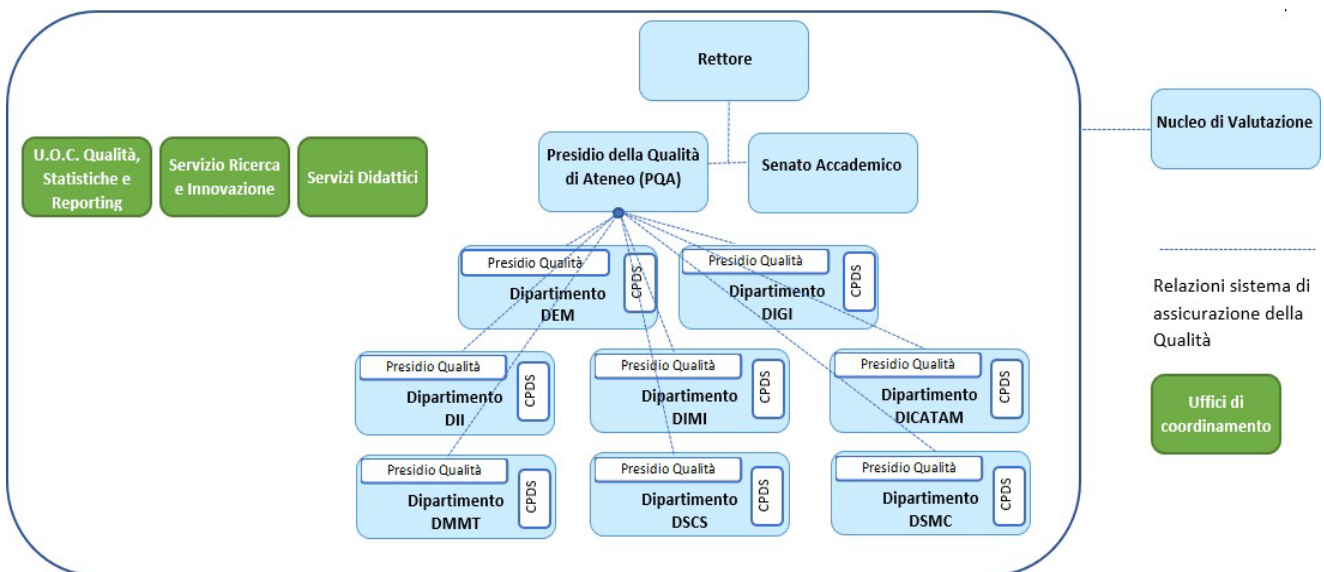 Rettore
Nucleo di Valutazione
U.O.C. Qualità,
Statistiche e
Reporting
Servizio Ricerca
e Innovazione
Servizi Didattici
Presidio della Qualità
di Ateneo (PQA)
Senato Accademico
Presidio Qualità
CPDS
Dipartimento
DEM
Presidio Qualità
CPDS
Dipartimento
DIGI
Relazioni sistema di
assicurazione della
Qualità
Presidio Qualità
CPDS
Dipartimento
DII
Presidio Qualità
CPDS
Dipartimento
DIMI
Presidio Qualità
CPDS
Dipartimento
DICATAM
Uffici di
coordinamento
Presidio Qualità
CPDS
Dipartimento
DMMT
Presidio Qualità
CPDS
Dipartimento
DSCS
Presidio Qualità
CPDS
Dipartimento
DSMC